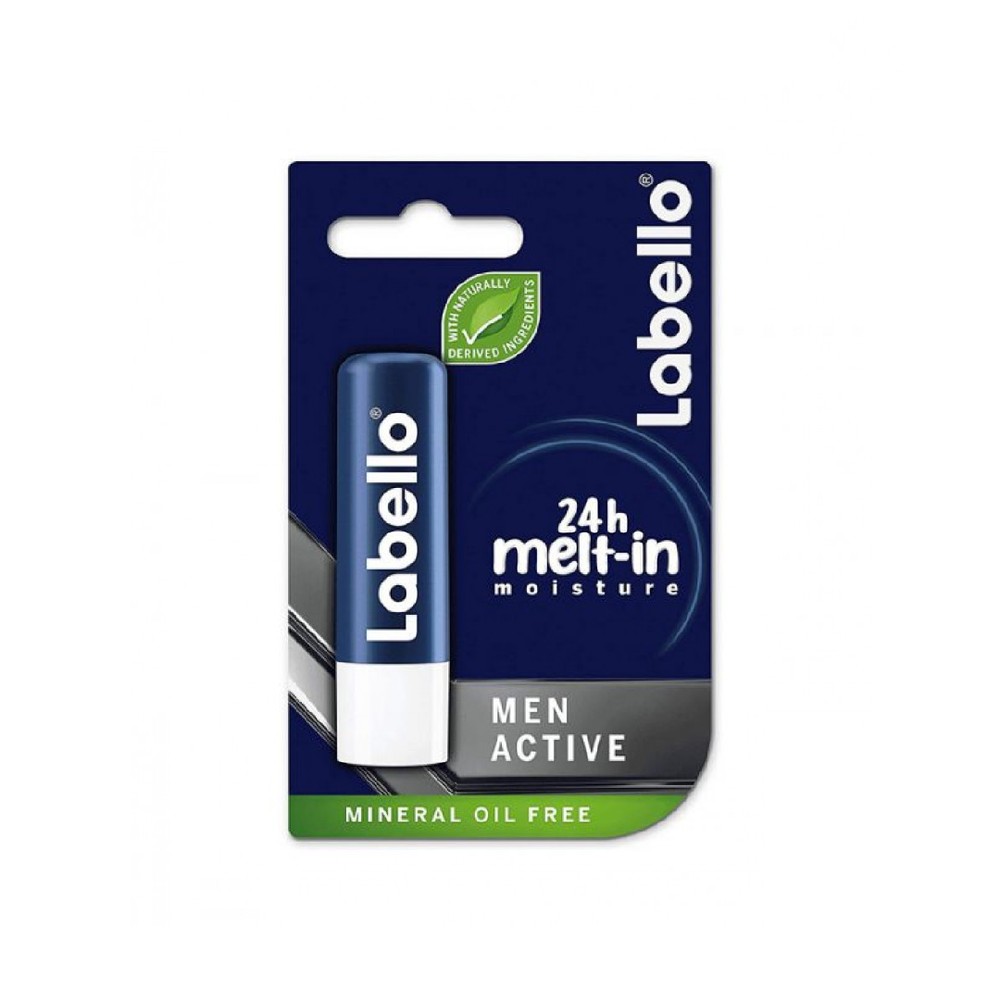 Labello®
WITH NATURALLY
DERIVED INGREDIENTS
Labello®
24h
melt-in
moisture
MEN
ACTIVE
MINERAL OIL FREE